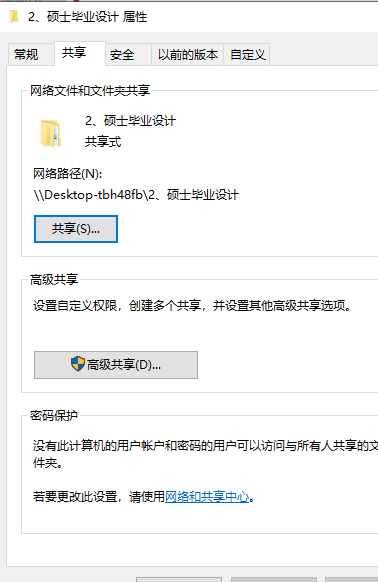 2、硕士毕业设计 属性
常规 共享 安全 以前的版本 自定义
网络文件和文件夹共享
2、硕士毕业设计
共享式
网络路径(N):
\\Desktop-tbh48fb\2、硕士毕业设计
共享(S)...
高级共享
设置自定义权限，创建多个共享，并设置其他高级共享选项。
高级共享(D)...
密码保护
没有此计算机的用户帐户和密码的用户可以访问与所有人共享的文
件夹。
若要更改此设置，请使用网络和共享中心。